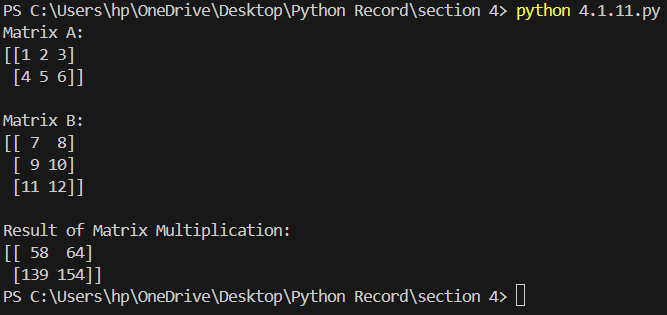 PS C:\Users\hp\OneDrive\Desktop\Python Record\section 4> python 4.1.11.py
Matrix A:
[[1 2 3]
 [4 5 6]]
Matrix B:
[[ 7  8]
 [ 9 10]
 [11 12]]
Result of Matrix Multiplication:
[[ 58  64]
 [139 154]]
PS C:\Users\hp\OneDrive\Desktop\Python Record\section 4>